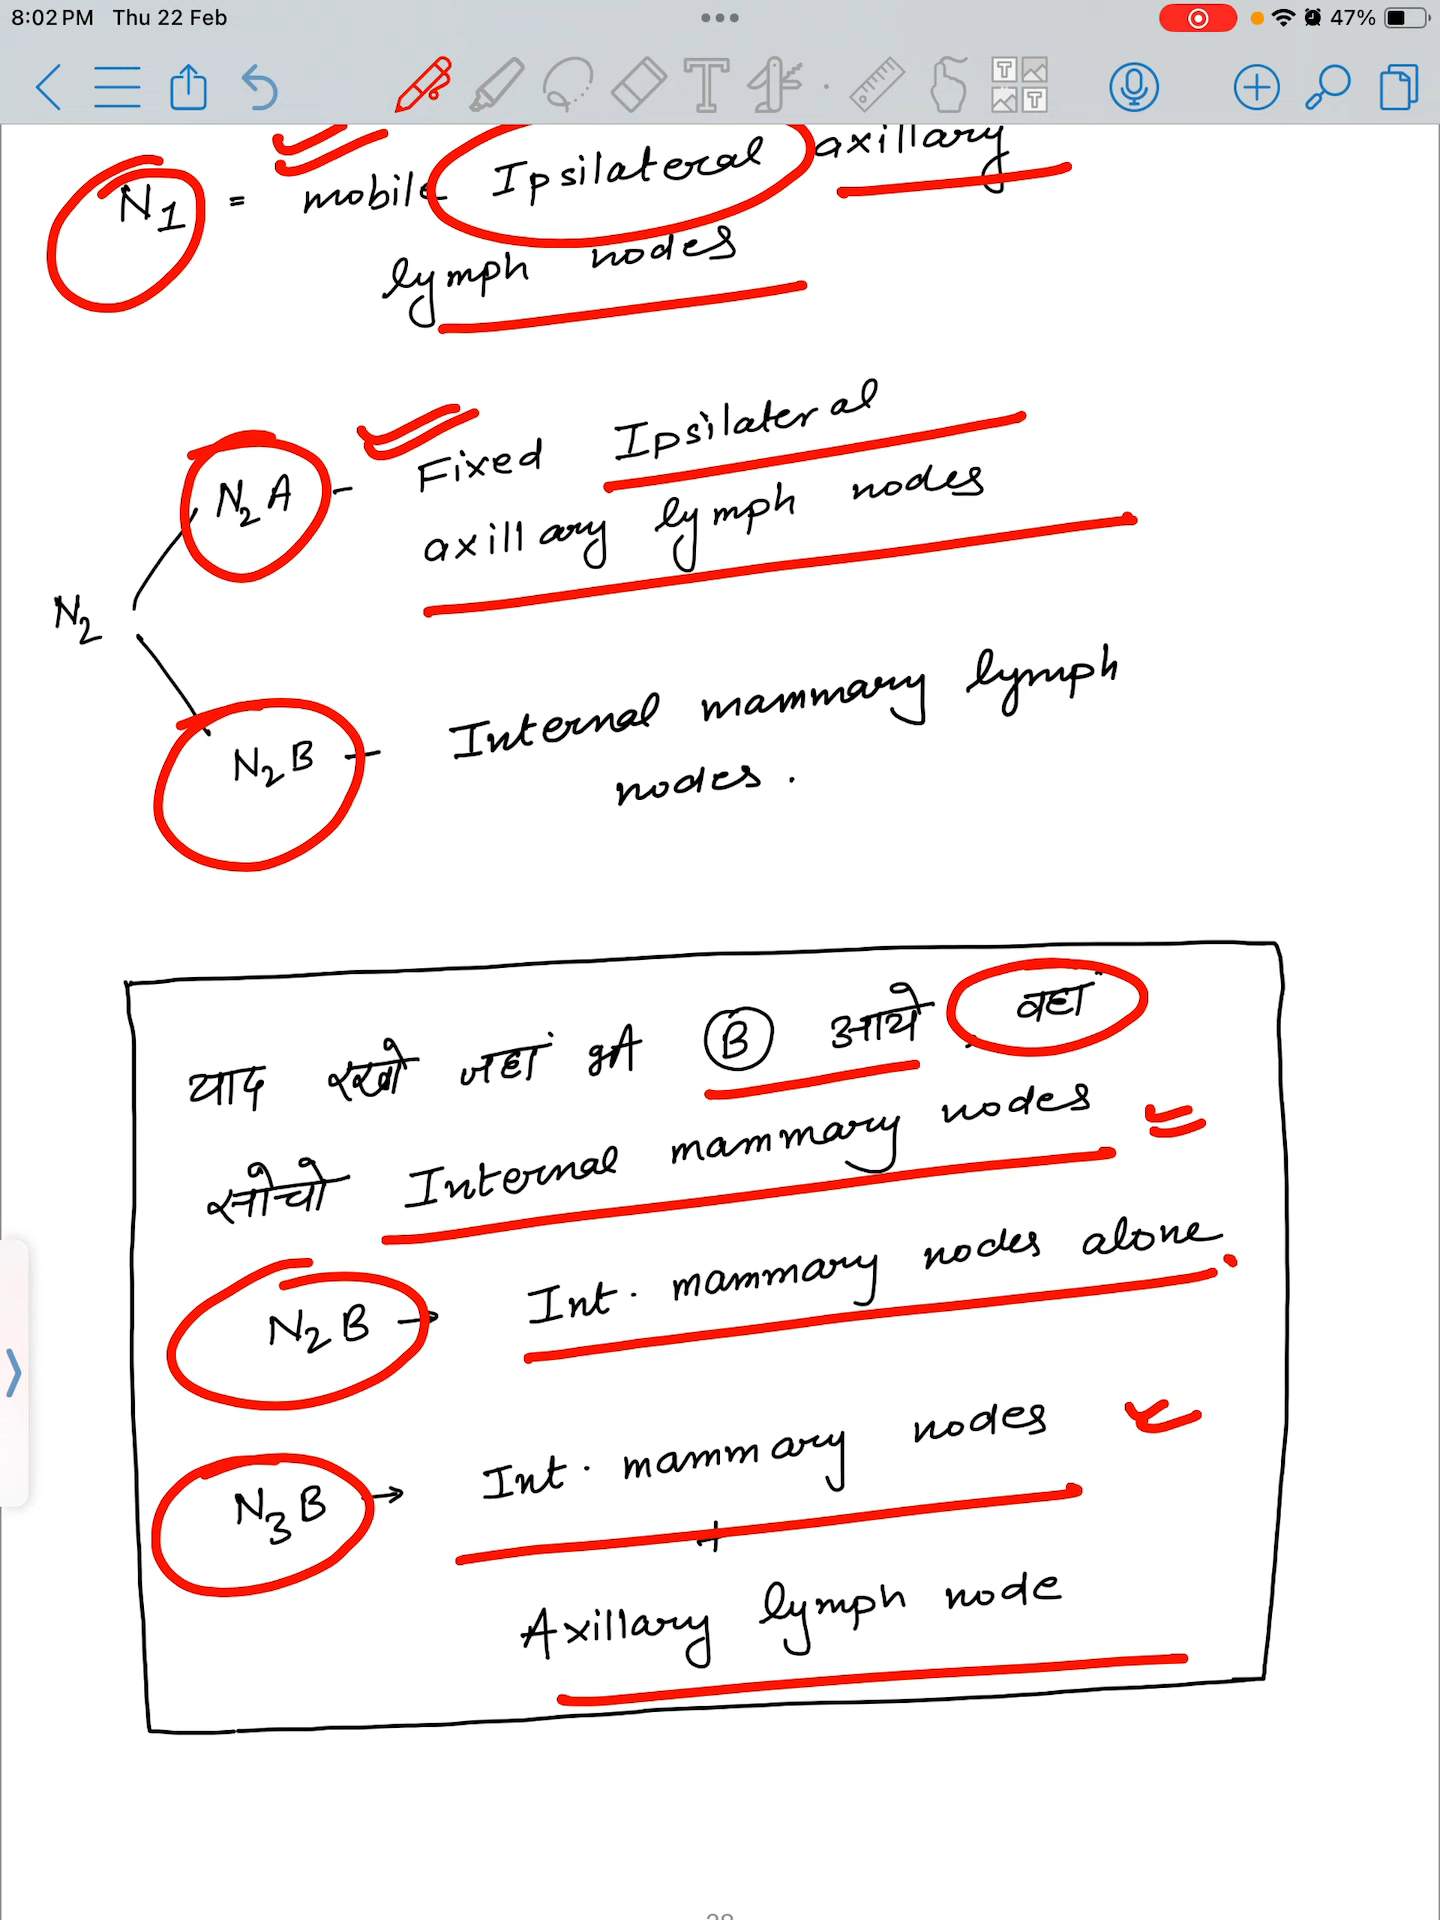 8:02 PM Thu 22 Feb
47%
N1 = mobile Ipsilateral axillary
lymph nodes
N2A - Fixed Ipsilateral
axillary lymph nodes
N2
N2B - Internal mammary lymph
nodes.
याद रखो जहां भी B आये, वहां
सोचो Internal mammary nodes
N2B → Int. mammary nodes alone.
N3B → Int. mammary nodes
+
Axillary lymph node